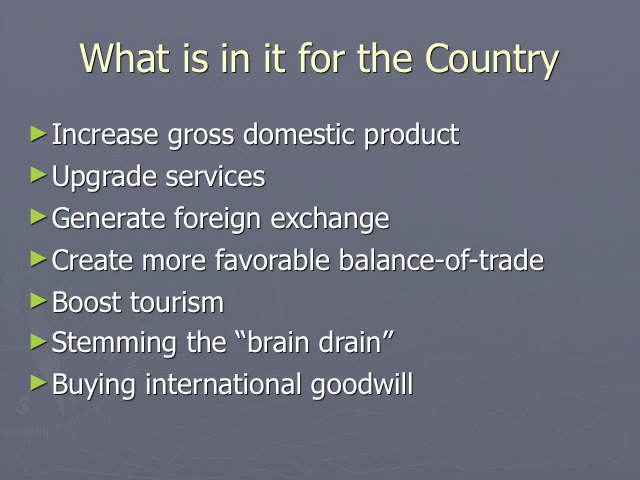 What is in it for the Country
►Increase gross domestic product
►Upgrade services
►Generate foreign exchange
►Create more favorable balance-of-trade
►Boost tourism
►Stemming the “brain drain”
►Buying international goodwill